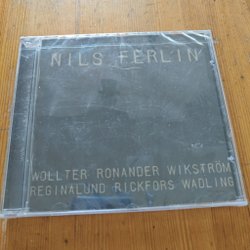 NILS FERLIN
WOLLTER RONANDER WIKSTRÖM
REGINALUND RICKFORS WADLING